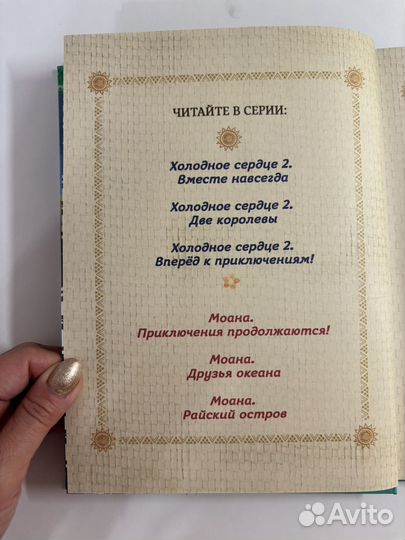 ЧИТАЙТЕ В СЕРИИ:
Холодное сердце 2.
Вместе навсегда
Холодное сердце 2.
Две королевы
Холодное сердце 2.
Вперёд к приключениям!
Моана.
Приключения продолжаются!
Моана.
Друзья океана
Моана.
Райский остров
Avito